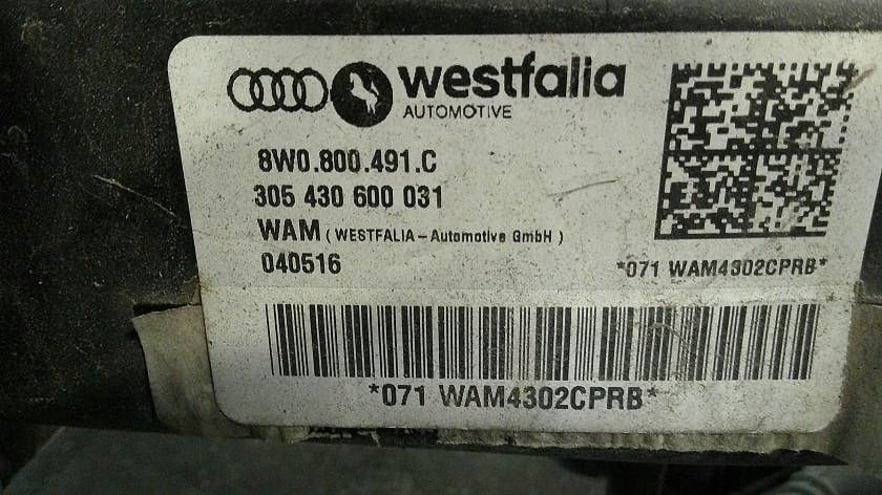 westfalia
AUTOMOTIVE
8W0.800.491.C
305 430 600 031
WAM ( WESTFALIA – Automotive GmbH )
040516
*071 WAM4302CPRB*
*071 WAM4302CPRB*